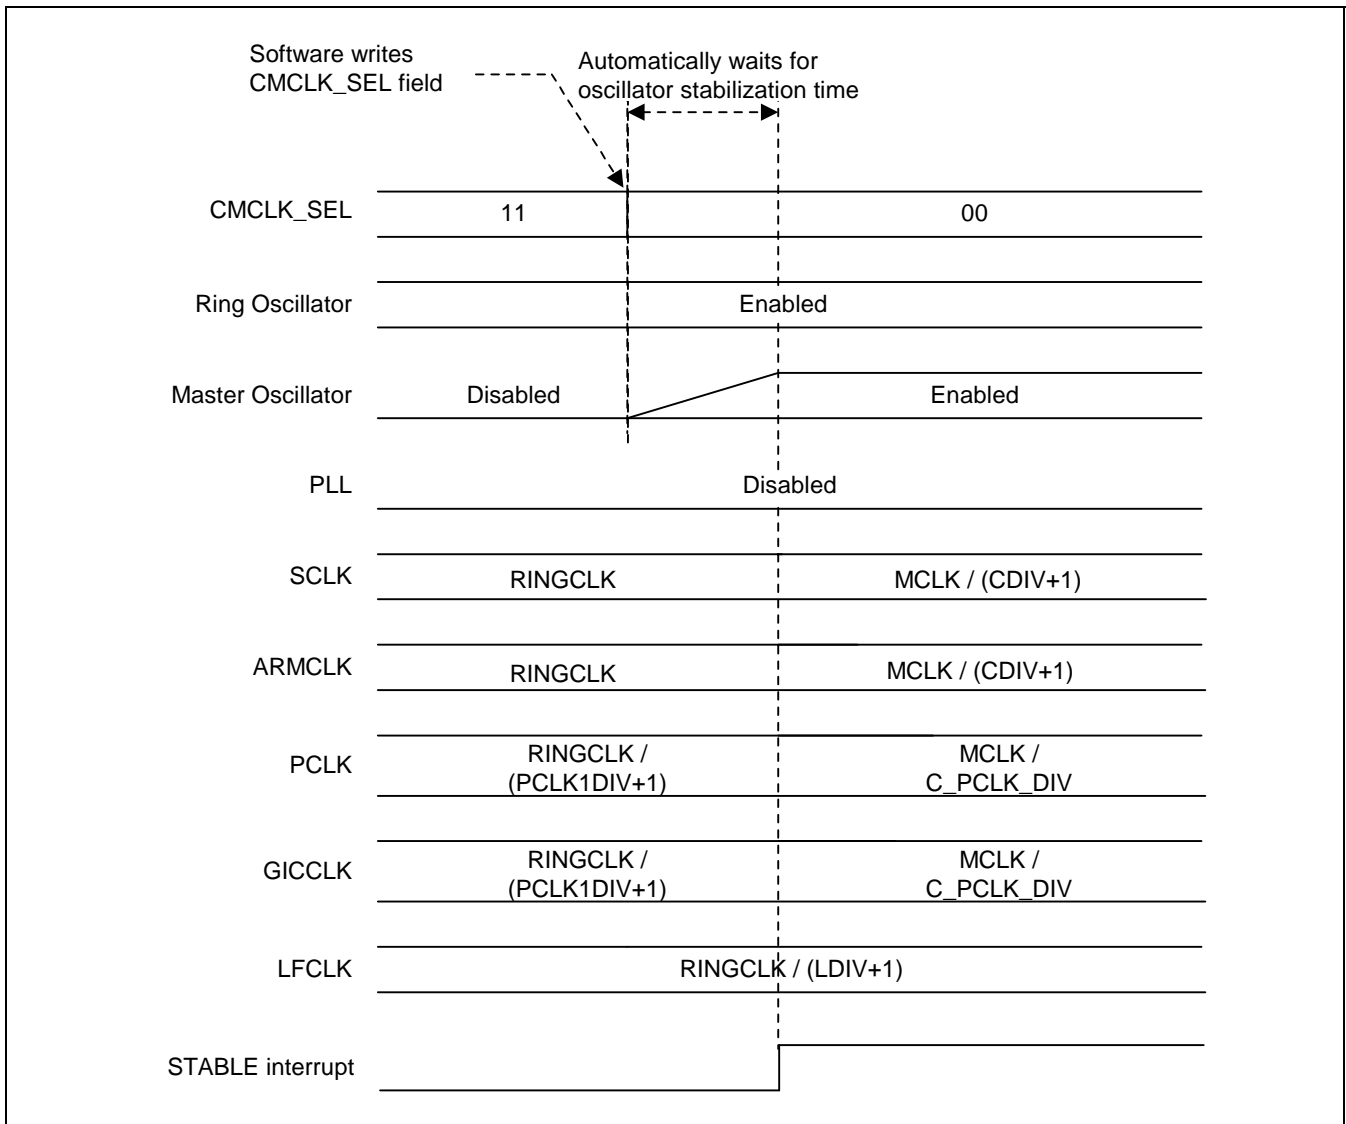 Software writes
CMCLK_SEL field
Automatically waits for
oscillator stabilization time
CMCLK_SEL
11
00
Ring Oscillator
Enabled
Master Oscillator
Disabled
Enabled
PLL
Disabled
SCLK
RINGCLK
MCLK / (CDIV+1)
ARMCLK
RINGCLK
MCLK / (CDIV+1)
PCLK
RINGCLK /
(PCLK1DIV+1)
MCLK /
C_PCLK_DIV
GICCLK
RINGCLK /
(PCLK1DIV+1)
MCLK /
C_PCLK_DIV
LFCLK
RINGCLK / (LDIV+1)
STABLE interrupt